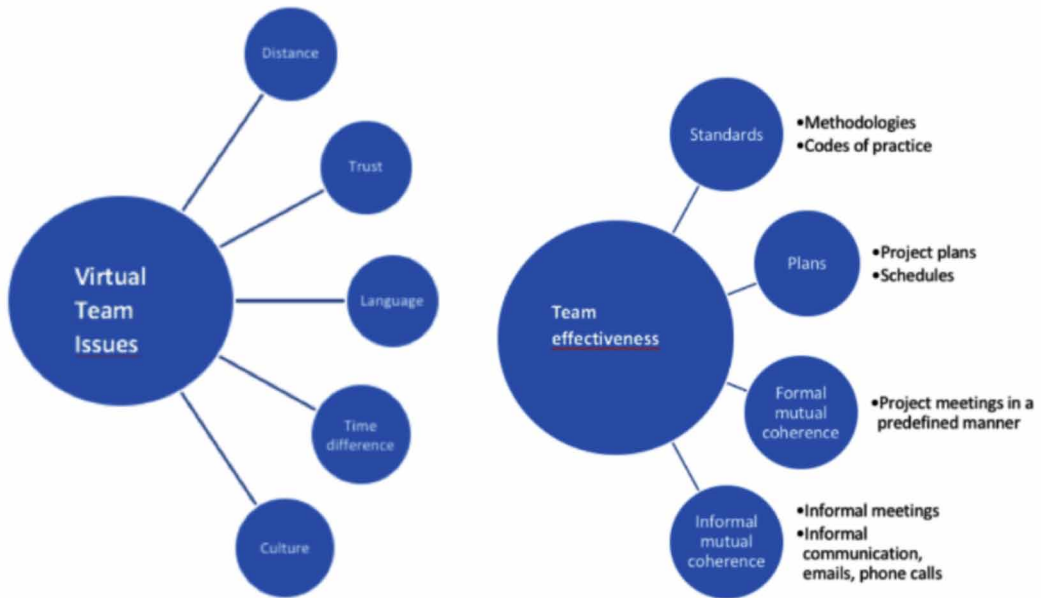 Distance
Trust
Virtual
Team
Issues
Language
Time
difference
Culture
Standards
•Methodologies
•Codes of practice
Plans
•Project plans
•Schedules
Team
effectiveness
Formal
mutual
coherence
•Project meetings in a
predefined manner
Informal
mutual
coherence
•Informal meetings
•Informal
communication,
emails, phone calls